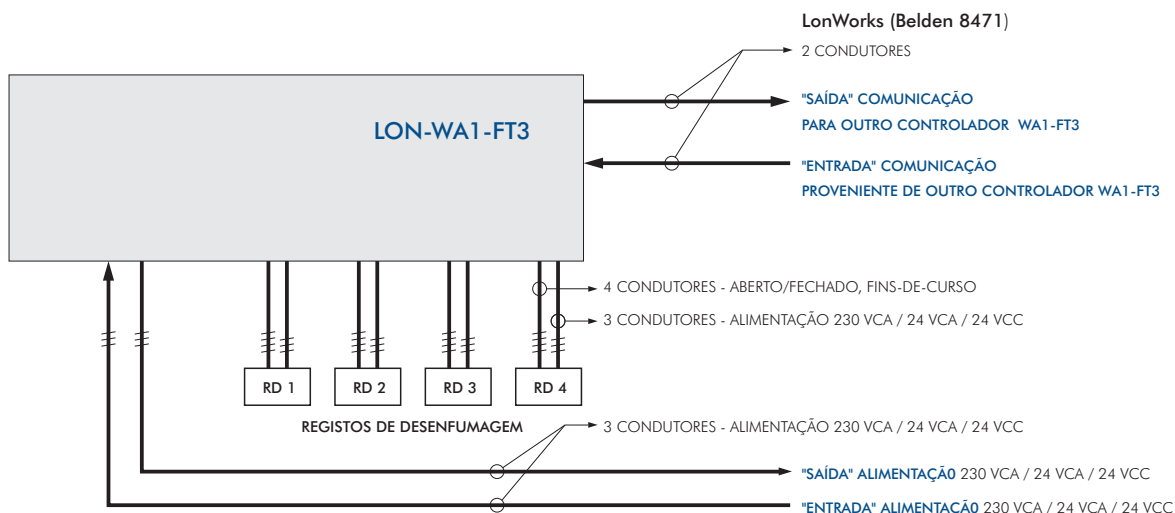 LonWorks (Belden 8471)
2 CONDUTORES
"SAÍDA" COMUNICAÇÃO
PARA OUTRO CONTROLADOR WA1-FT3
LON-WA1-FT3
"ENTRADA" COMUNICAÇÃO
PROVENIENTE DE OUTRO CONTROLADOR WA1-FT3
4 CONDUTORES - ABERTO/FECHADO, FINS-DE-CURSO
3 CONDUTORES - ALIMENTAÇÃO 230 VCA / 24 VCA / 24 VCC
RD 1 RD 2 RD 3 RD 4
REGISTOS DE DESENFUMAGEM
3 CONDUTORES - ALIMENTAÇÃO 230 VCA / 24 VCA / 24 VCC
"SAÍDA" ALIMENTAÇÃ0 230 VCA / 24 VCA / 24 VCC
"ENTRADA" ALIMENTACÃ0 230 VCA / 24 VCA / 24 VCC